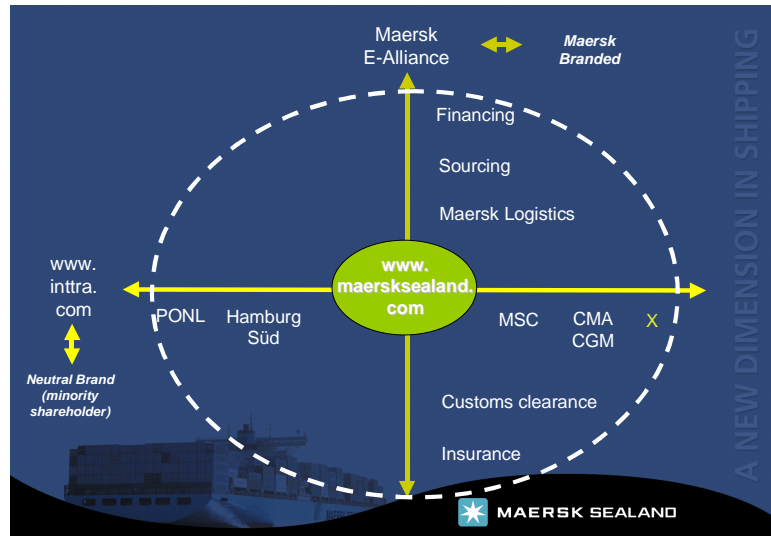 Maersk
E-Alliance
Maersk
Branded
Financing
Sourcing
Maersk Logistics
www.
inttra.
com
www.
maersksealand.
com
PONL
Hamburg
Süd
MSC
CMA
CGM
X
Neutral Brand
(minority
shareholder)
Customs clearance
Insurance
MAERSK SEALAND
A NEW DIMENSION IN SHIPPING